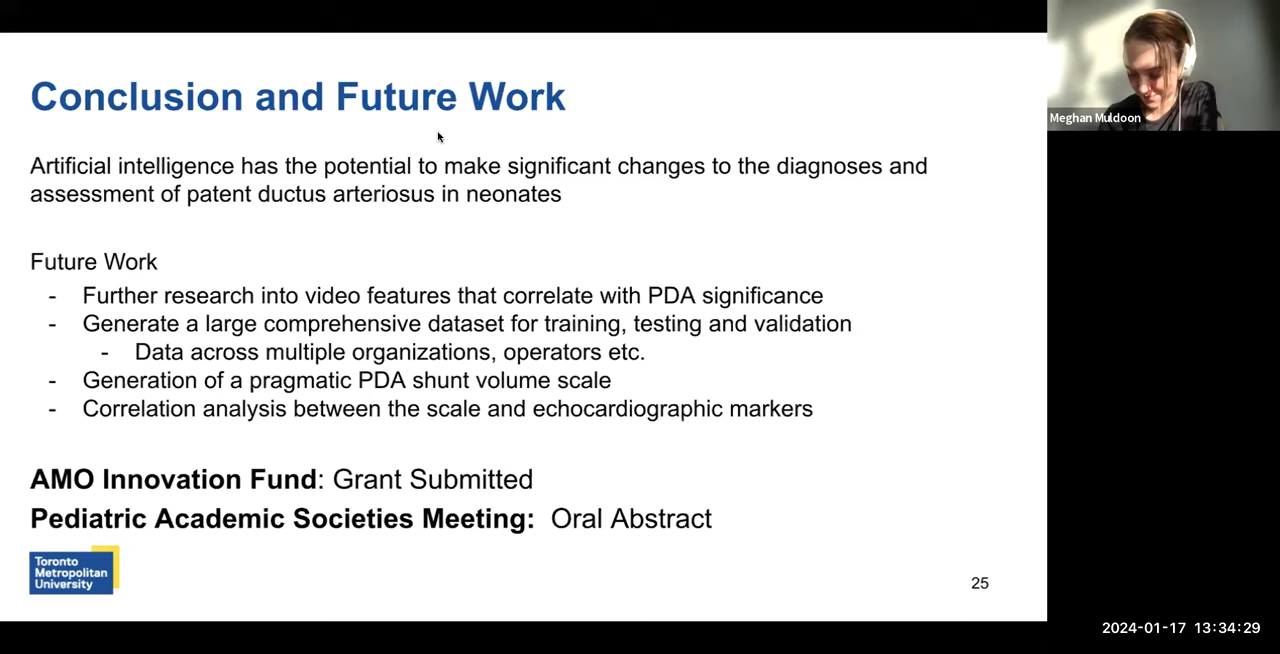 Conclusion and Future Work
Meghan Muldoon
Artificial intelligence has the potential to make significant changes to the diagnoses and
assessment of patent ductus arteriosus in neonates
Future Work
- Further research into video features that correlate with PDA significance
- Generate a large comprehensive dataset for training, testing and validation
- Data across multiple organizations, operators etc.
- Generation of a pragmatic PDA shunt volume scale
- Correlation analysis between the scale and echocardiographic markers
AMO Innovation Fund: Grant Submitted
Pediatric Academic Societies Meeting: Oral Abstract
Toronto
Metropolitan
University
25
2024-01-17 13:34:29